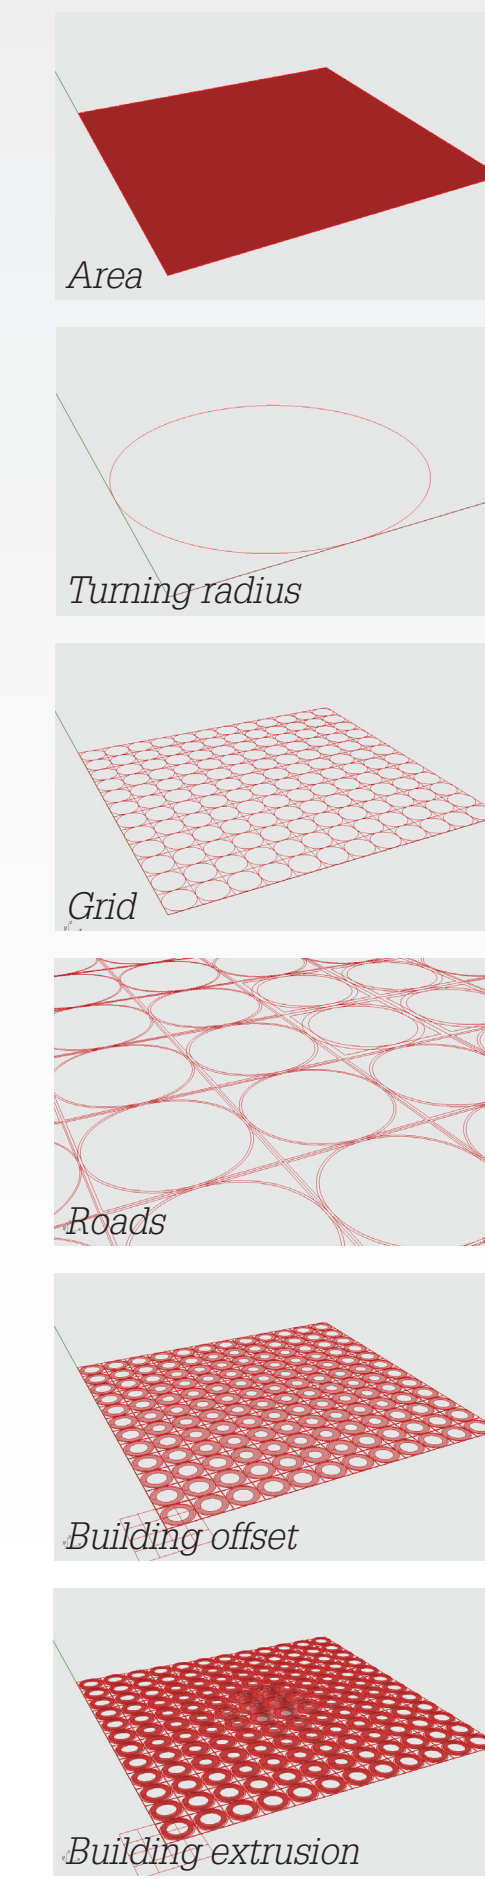 Area
Turning radius
Grid
Roads
Building offset
Building extrusion